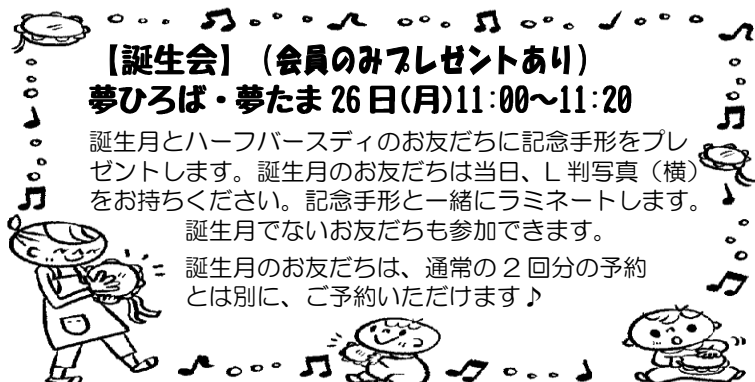 【誕生会】（会員のみプレゼントあり）
夢ひろば・夢たま 26日(月)11:00～11:20
誕生月とハーフバースディのお友だちに記念手形をプレ
ゼントします。誕生月のお友だちは当日、L判写真（横）
をお持ちください。記念手形と一緒にラミネートします。
誕生月でないお友だちも参加できます。
誕生月のお友だちは、通常の2回分の予約
とは別に、ご予約いただけます♪